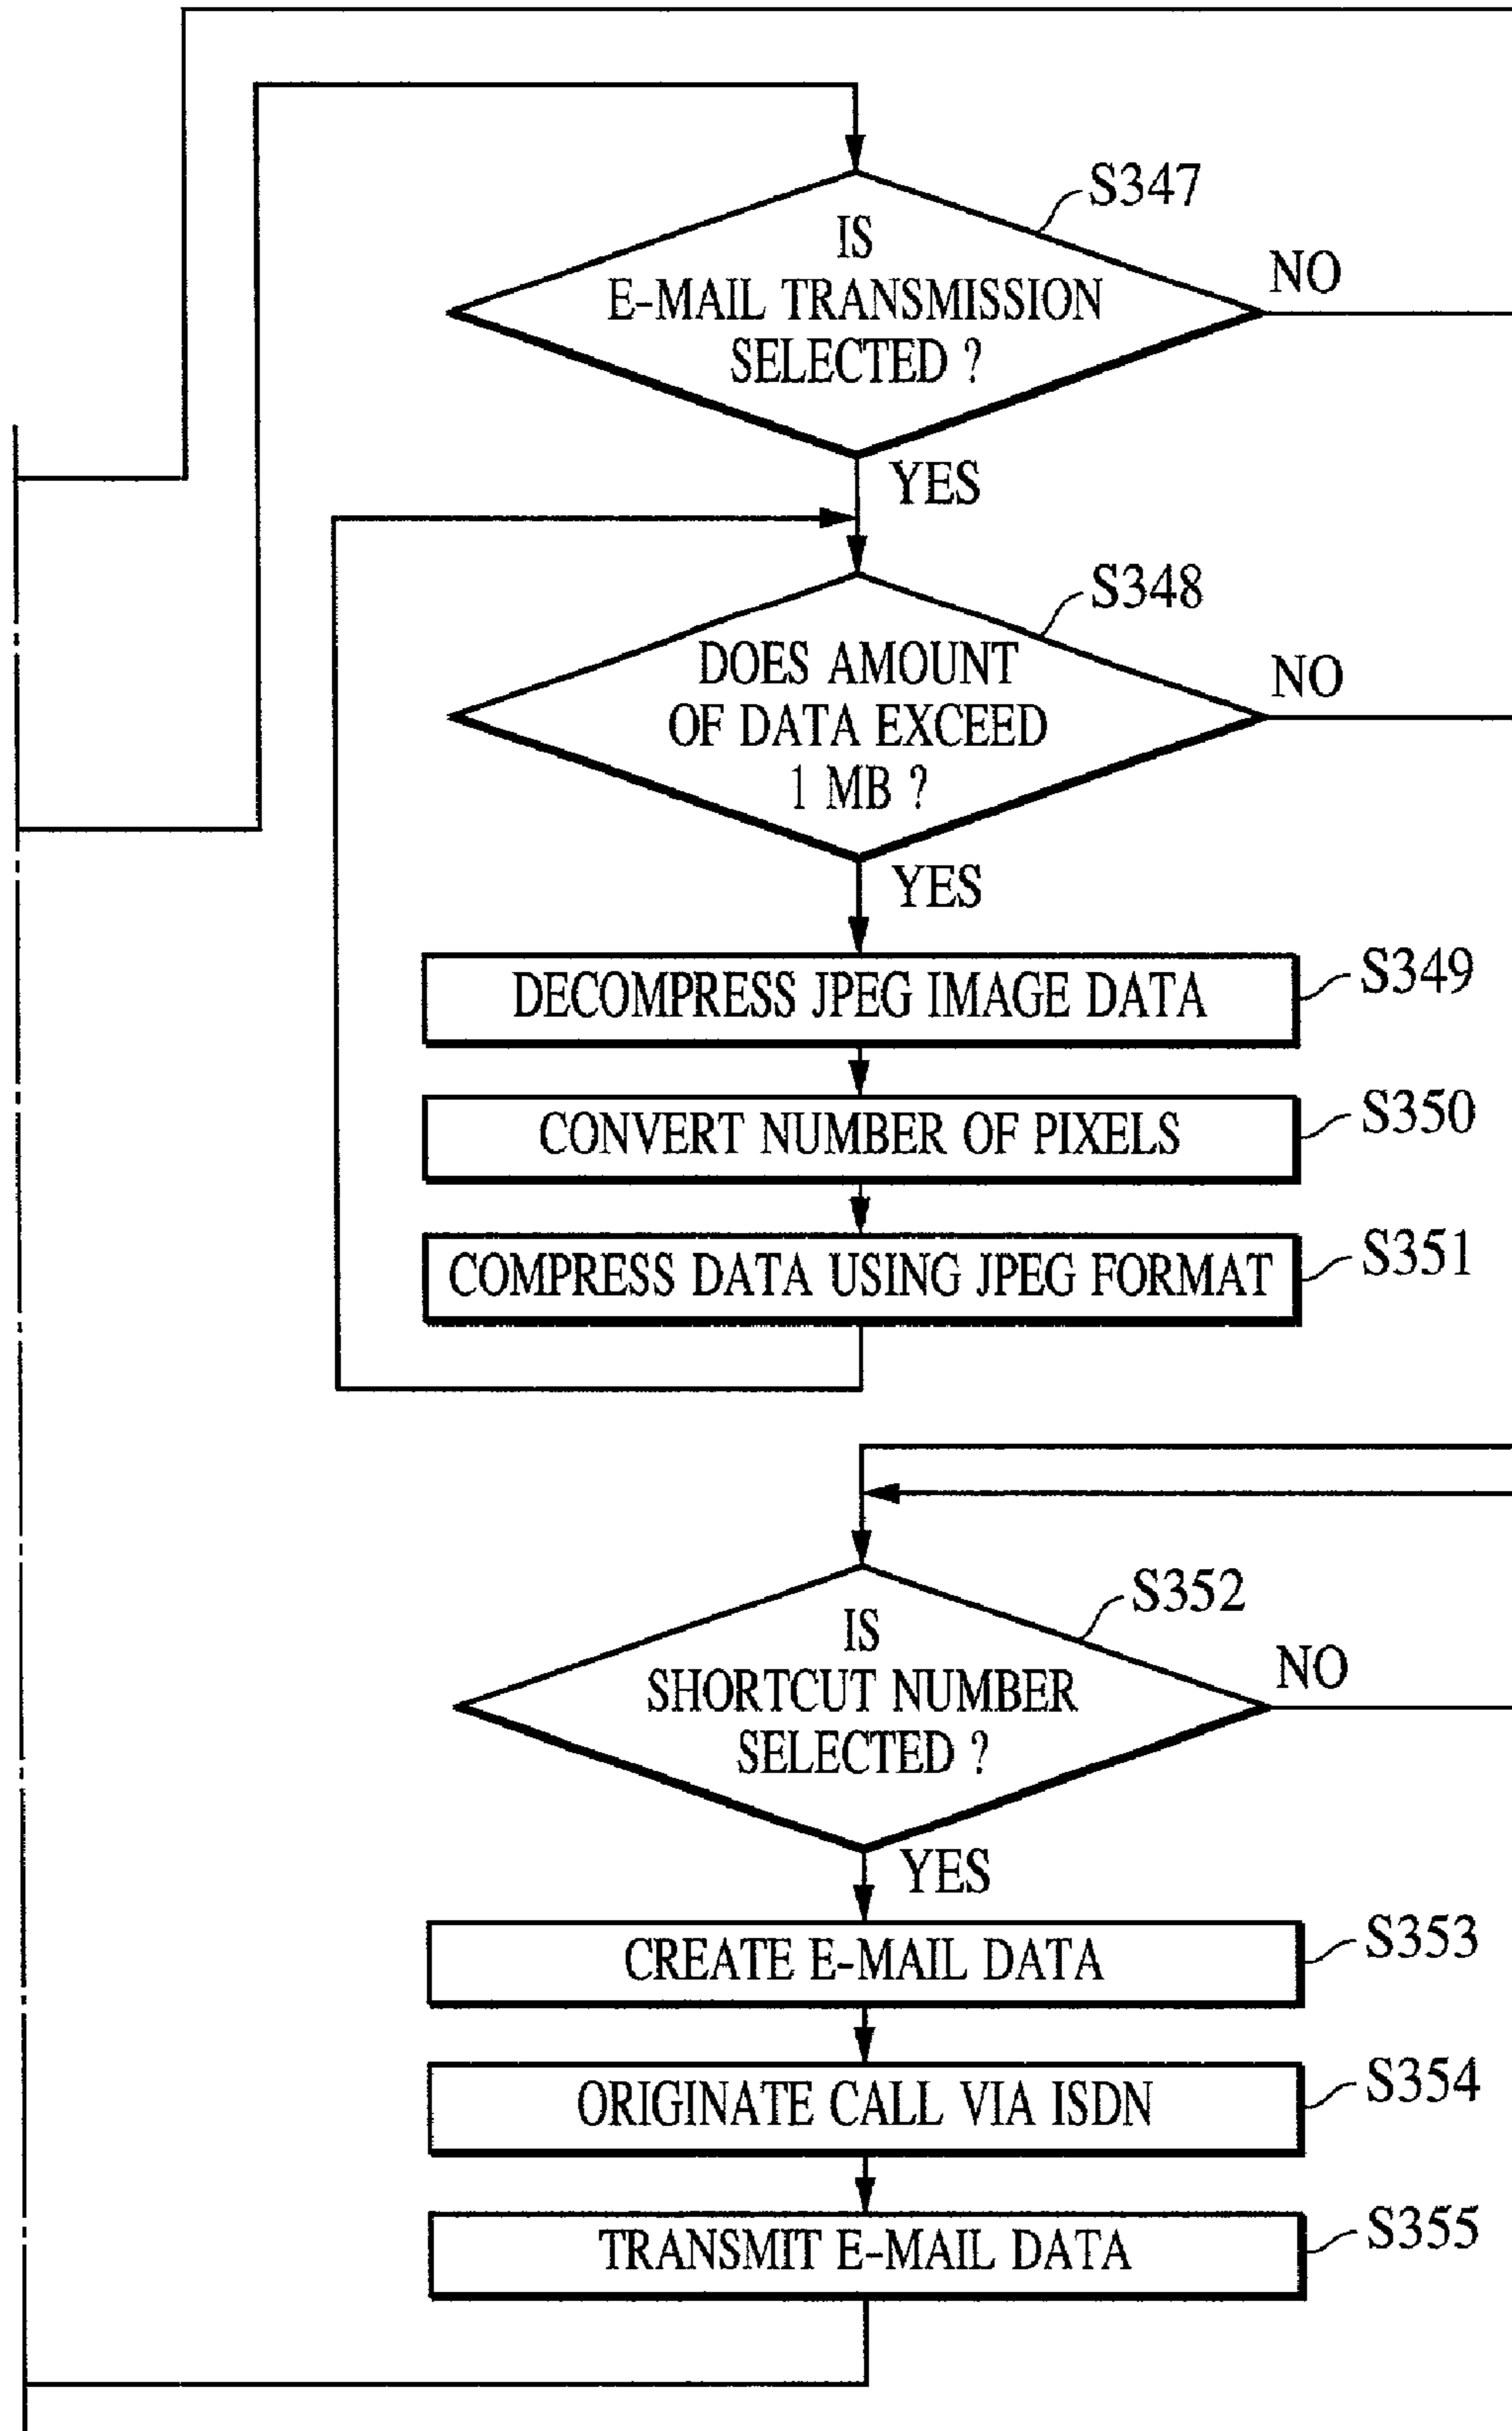 S347
IS
E-MAIL TRANSMISSION
SELECTED ?
NO
YES
S348
DOES AMOUNT
OF DATA EXCEED
1 MB ?
NO
YES
DECOMPRESS JPEG IMAGE DATA
S349
CONVERT NUMBER OF PIXELS
S350
COMPRESS DATA USING JPEG FORMAT
S351
S352
IS
SHORTCUT NUMBER
SELECTED ?
NO
YES
CREATE E-MAIL DATA
S353
ORIGINATE CALL VIA ISDN
S354
TRANSMIT E-MAIL DATA
S355